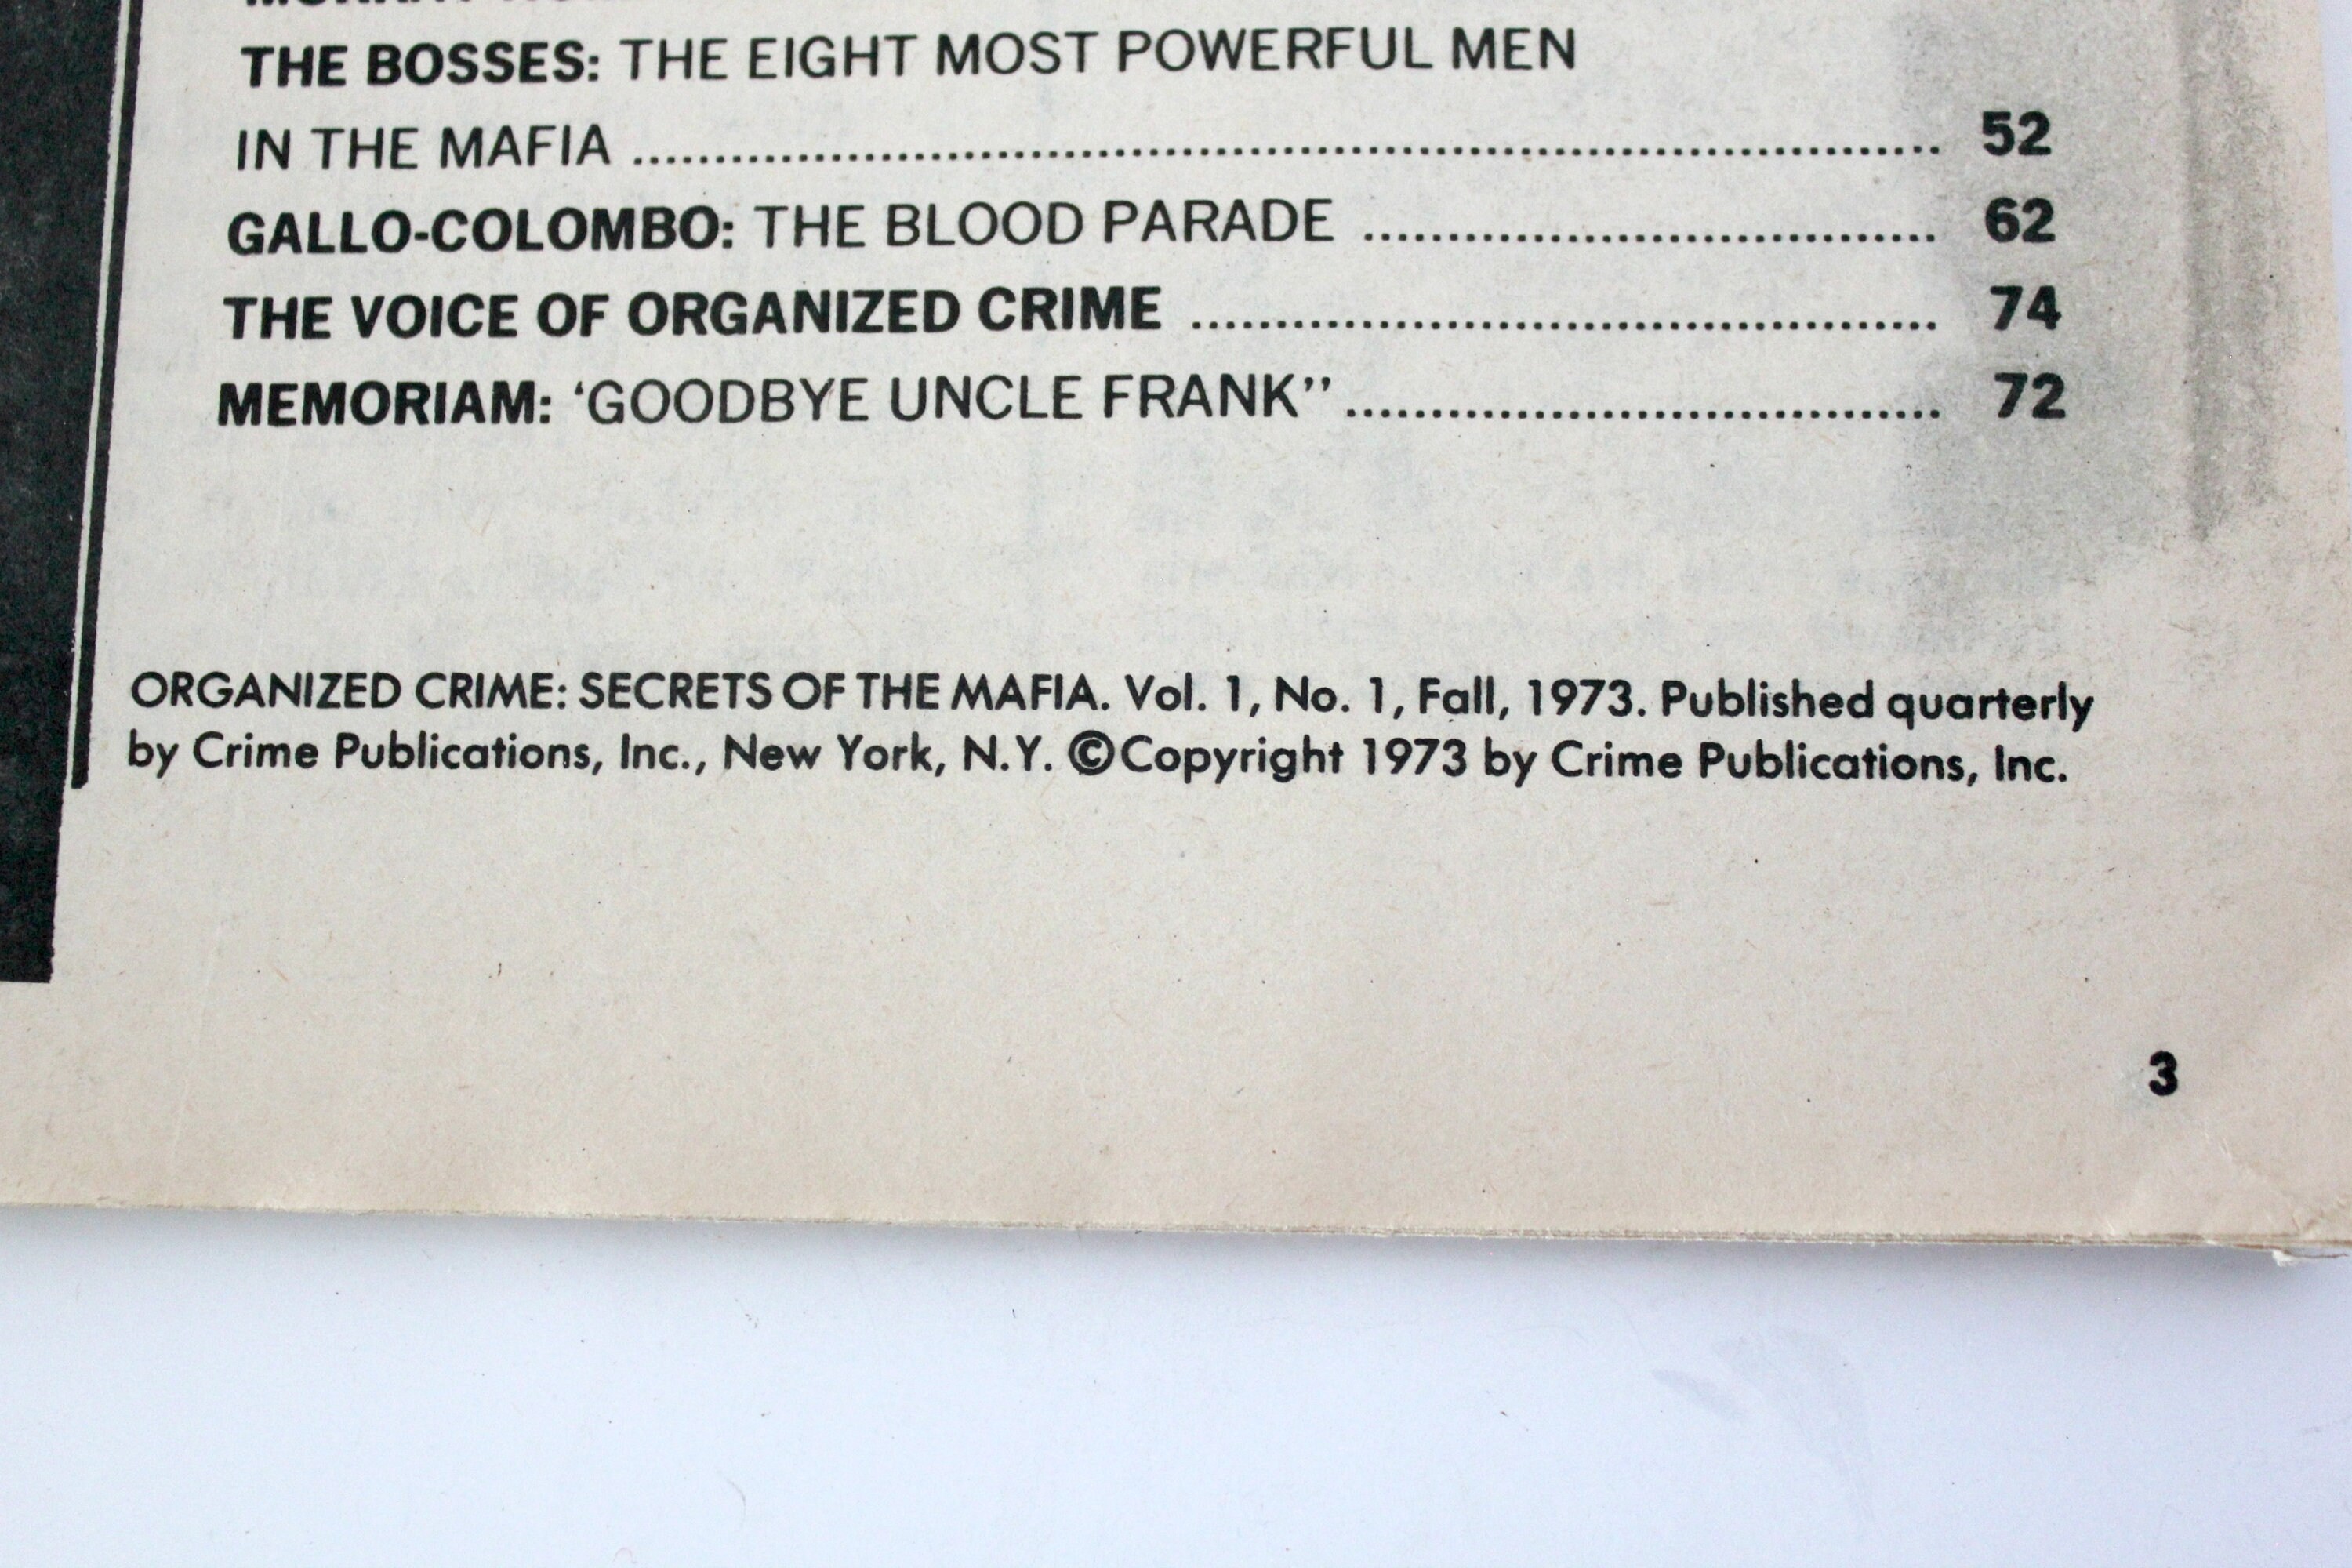 THE BOSSES: THE EIGHT MOST POWERFUL MEN
IN THE MAFIA ........................................................................................ 52
GALLO-COLOMBO: THE BLOOD PARADE .................................. 62
THE VOICE OF ORGANIZED CRIME ............................................. 74
MEMORIAM: ‘GOODBYE UNCLE FRANK’’.................................... 72
ORGANIZED CRIME: SECRETS OF THE MAFIA. Vol. 1, No. 1, Fall, 1973. Published quarterly
by Crime Publications, Inc., New York, N.Y. ©Copyright 1973 by Crime Publications, Inc.
3